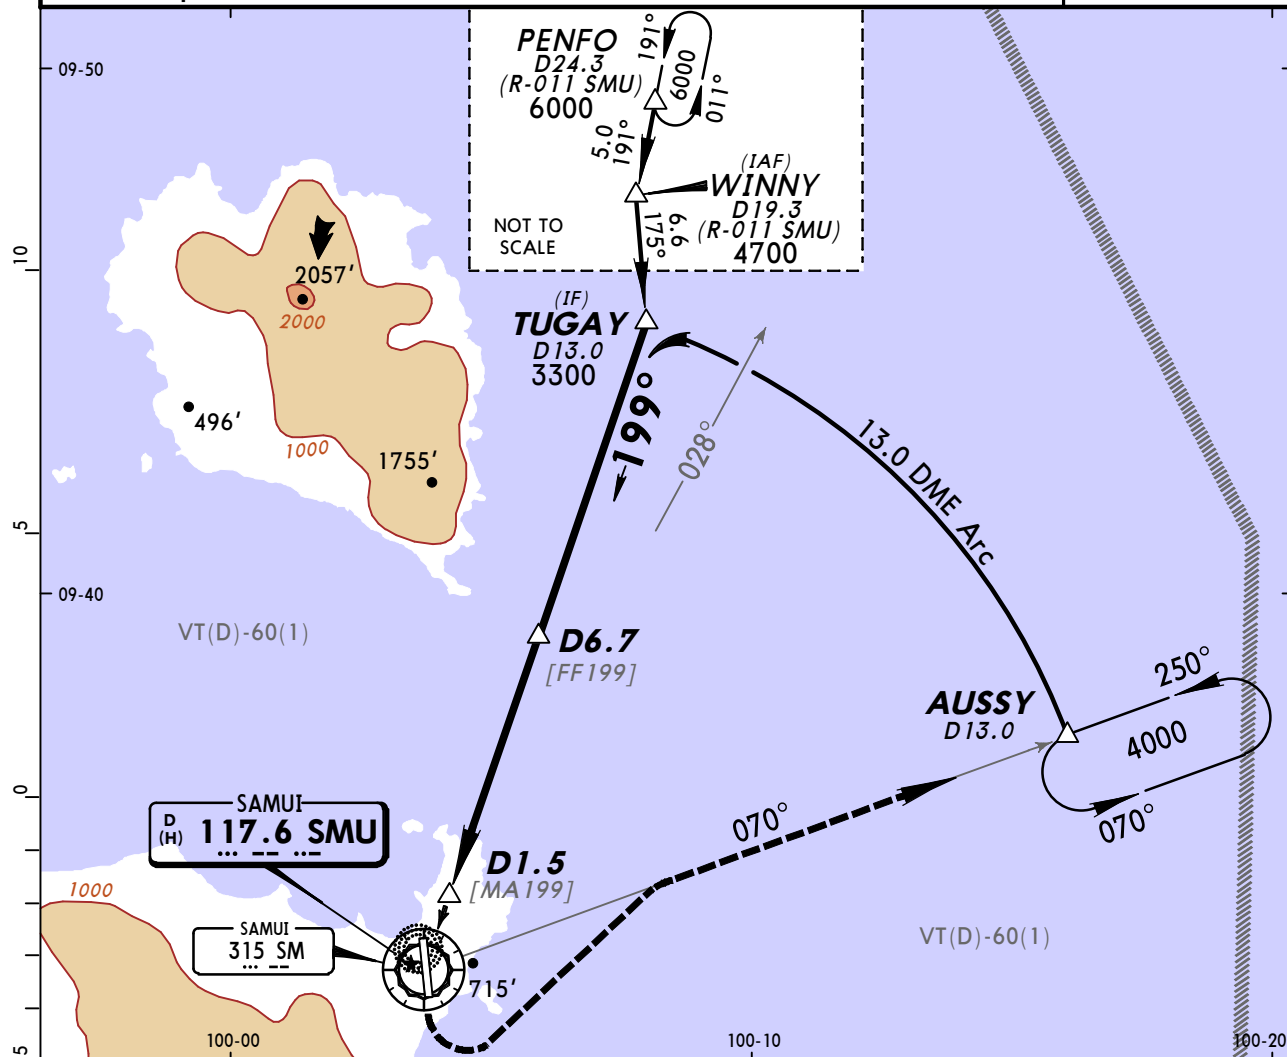 09-50
PENFO
D24.3
(R-011 SMU)
6000
191°
6000
011°
5.0
191°
(IAF)
WINNY
D19.3
(R-011 SMU)
4700
6.6
175°
NOT TO
SCALE
10
2057'
2000
(IF)
TUGAY
D13.0
3300
199°
028°
13.0 DME Arc
496'
1000
1755'
5
09-40
VT(D)-60(1)
D6.7
[FF199]
250°
AUSSY
D13.0
4000
070°
070°
0
SAMUI
D
(H)
117.6 SMU
D1.5
[MA199]
1000
SAMUI
315 SM
715'
VT(D)-60(1)
5
100-00
100-10
100-20